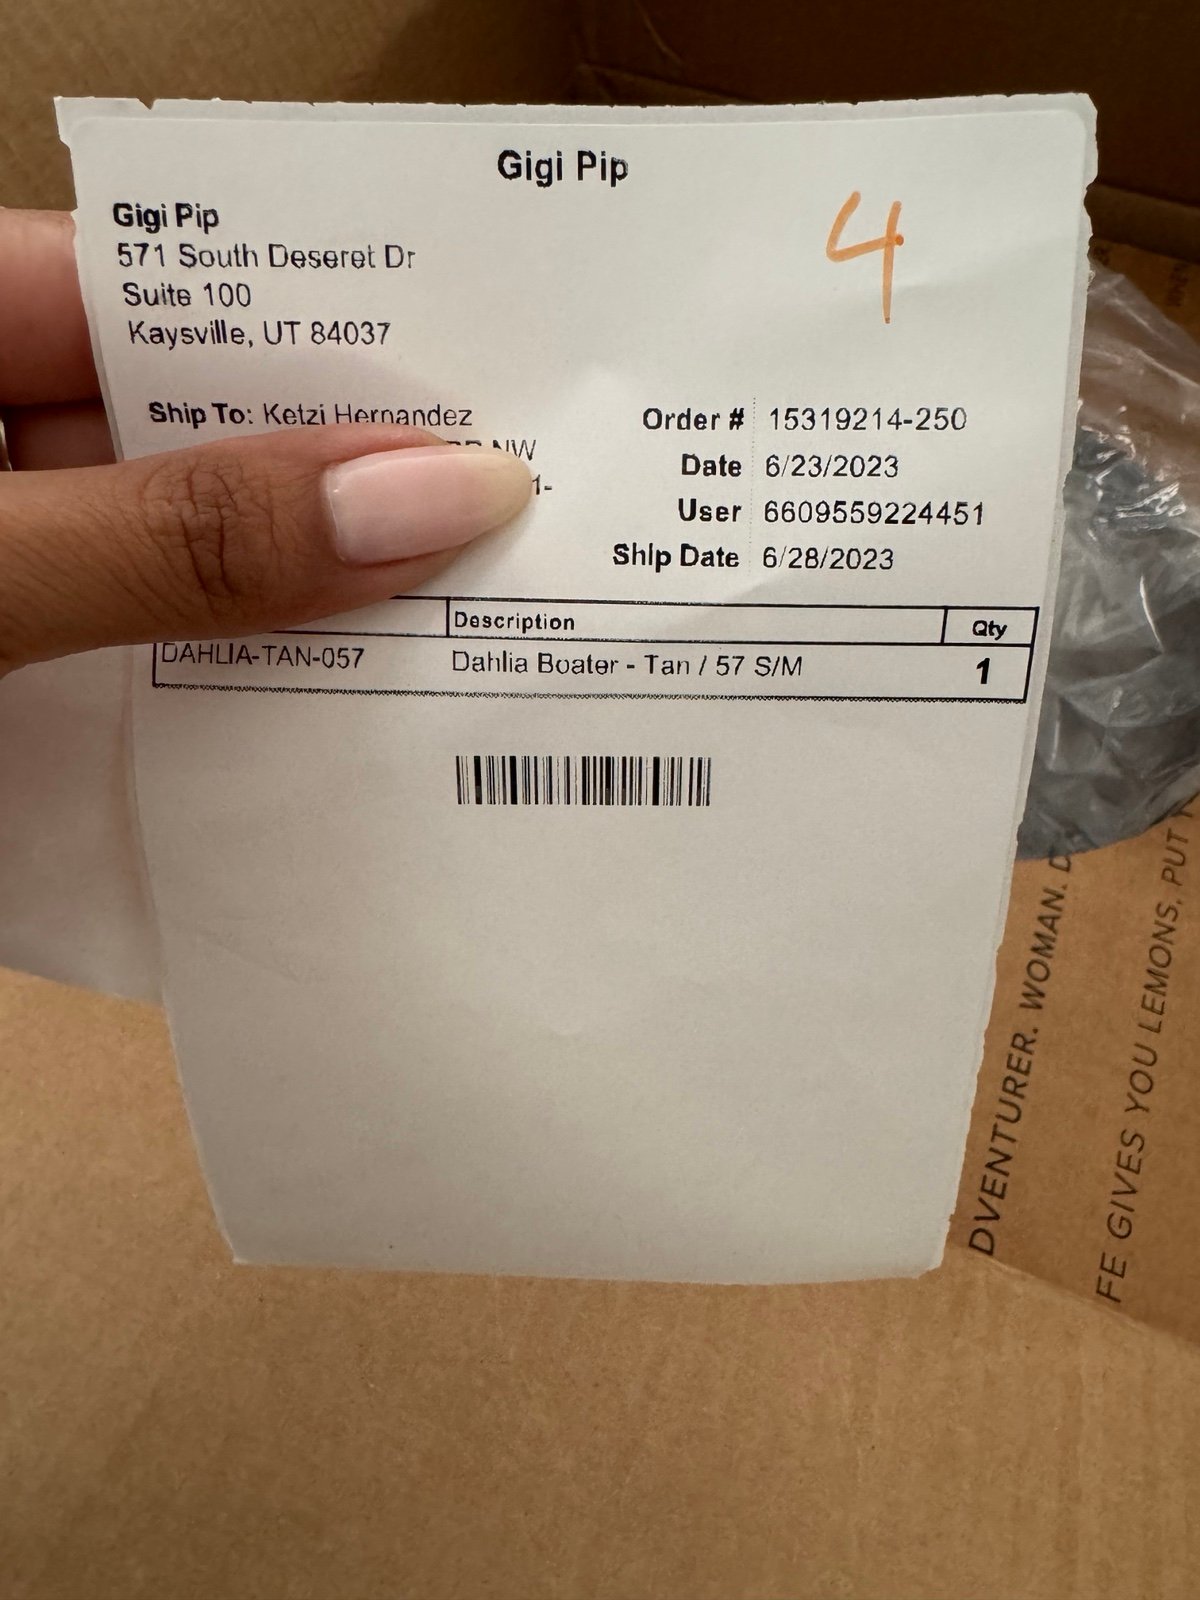 Gigi Pip
4
Gigi Pip
571 South Deseret Dr
Suite 100
Kaysville, UT 84037
Ship To: Ketzi Hernandez
NW
1-
Order # 15319214-250
Date 6/23/2023
User 6609559224451
Ship Date 6/28/2023
Description Qty
DAHLIA-TAN-057 Dahlia Boater - Tan / 57 S/M 1
DVENTURER. WOMAN. D
FE GIVES YOU LEMONS, PUT